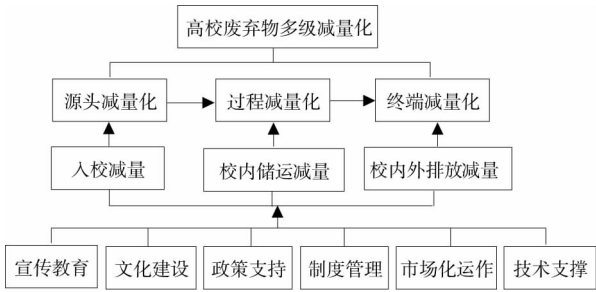 高校废弃物多级减量化
源头减量化
过程减量化
终端减量化
入校减量
校内储运减量
校内外排放减量
宣传教育
文化建设
政策支持
制度管理
市场化运作
技术支撑